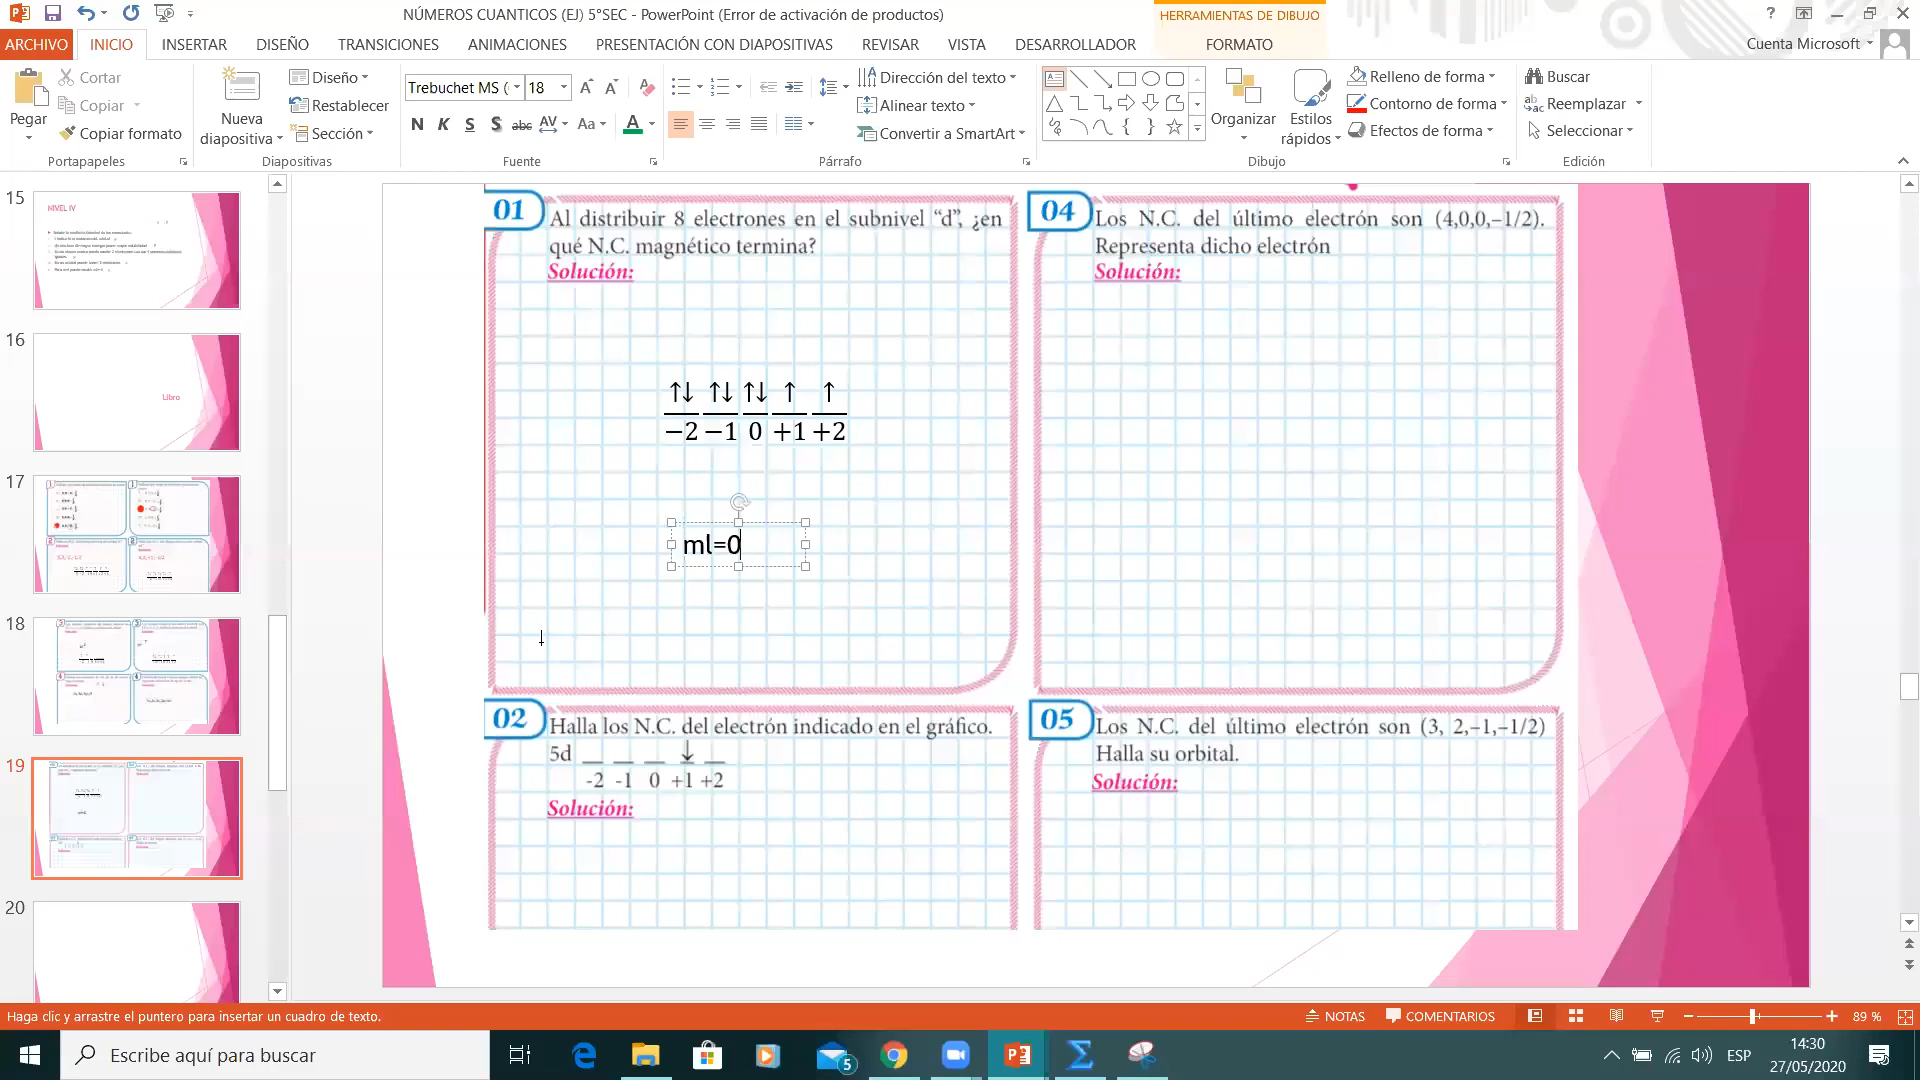 NÚMEROS CUANTICOS (EJ) 5°SEC - PowerPoint (Error de activación de productos)
HERRAMIENTAS DE DIBUJO
?
ARCHIVO INICIO INSERTAR DISEÑO TRANSICIONES ANIMACIONES PRESENTACIÓN CON DIAPOSITIVAS REVISAR VISTA DESARROLLADOR FORMATO
Cuenta Microsoft
Pegar
Cortar
Copiar
Copiar formato
Portapapeles
Nueva diapositiva
Diseño
Restablecer
Sección
Diapositivas
Trebuchet MS (
18
N K S S abc AV Aa A
Fuente
Dirección del texto
Alinear texto
Convertir a SmartArt
Párrafo
Organizar
Estilos rápidos
Relleno de forma
Contorno de forma
Efectos de forma
Dibujo
Buscar
Reemplazar
Seleccionar
Edición
15
NIVEL IV
16
Libro
17
18
19
20
01
Al distribuir 8 electrones en el subnivel “d”, ¿en
qué N.C. magnético termina?
Solución:
↑↓ ↑↓ ↑↓ ↑ ↑
−2 −1 0 +1 +2
ml=0
04
Los N.C. del último electrón son (4,0,0,–1/2).
Representa dicho electrón
Solución:
02
Halla los N.C. del electrón indicado en el gráfico.
5d _ _ _ ↓ _
-2 -1 0 +1 +2
Solución:
05
Los N.C. del último electrón son (3, 2,–1,–1/2)
Halla su orbital.
Solución:
Haga clic y arrastre el puntero para insertar un cuadro de texto.
NOTAS COMENTARIOS 89 %
Escribe aquí para buscar
5
ESP
14:30
27/05/2020